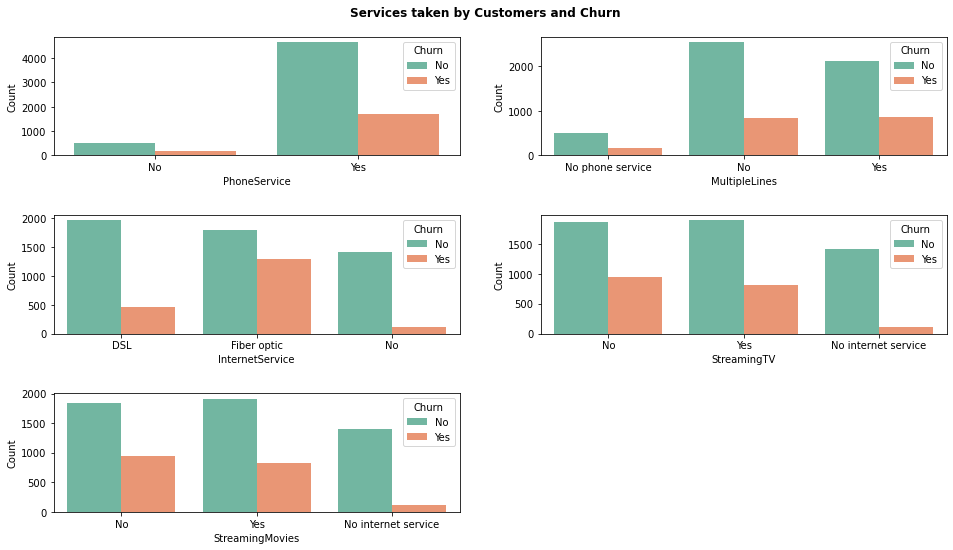 Services taken by Customers and Churn
Count
4000
3000
2000
1000
0
Churn
No
Yes
No Yes
PhoneService
Count
2000
1000
0
Churn
No
Yes
No phone service No Yes
MultipleLines
Count
2000
1500
1000
500
0
Churn
No
Yes
DSL Fiber optic No
InternetService
Count
1500
1000
500
0
Churn
No
Yes
No Yes No internet service
StreamingTV
Count
2000
1500
1000
500
0
Churn
No
Yes
No Yes No internet service
StreamingMovies